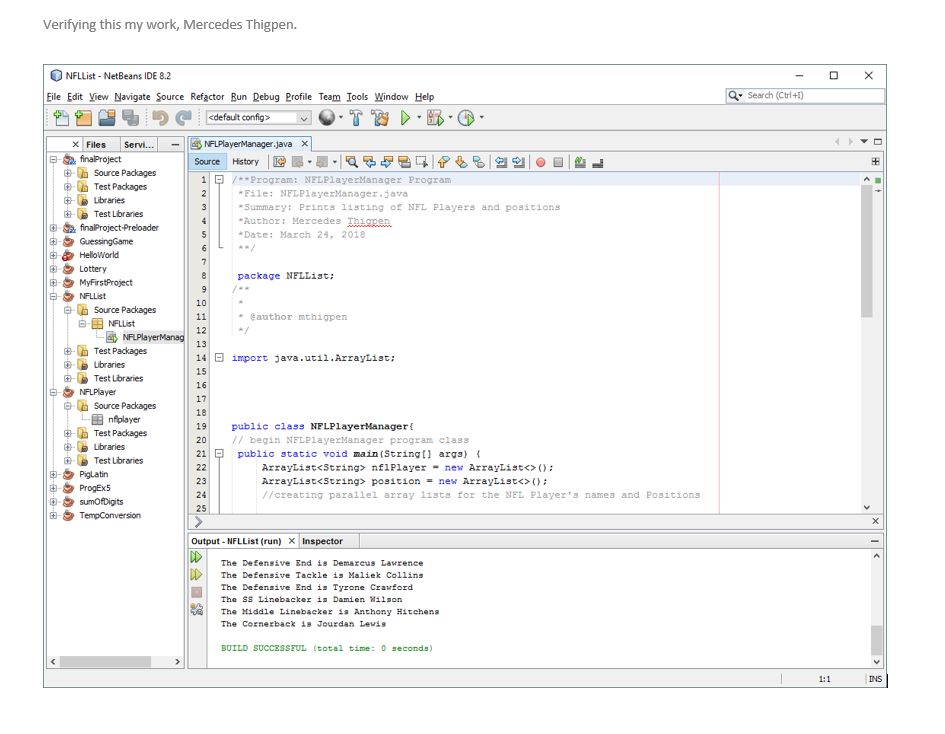 Verifying this my work, Mercedes Thigpen.
NFLList - NetBeans IDE 8.2
File Edit View Navigate Source Refactor Run Debug Profile Team Tools Window Help
Search (Ctrl+I)
<default config>
Files
Servi...
finalProject
Source Packages
Test Packages
Libraries
Test Libraries
finalProject-Preloader
GuessingGame
HelloWorld
Lottery
MyFirstProject
NFLList
Source Packages
NFLList
NFLPlayerManag
Test Packages
Libraries
Test Libraries
NFLPlayer
Source Packages
nflplayer
Test Packages
Libraries
Test Libraries
PigLatin
ProgEx5
sumOfDigits
TempConversion
NFLPlayerManager.java
Source History
1 /**Program: NFLPlayerManager Program
2 *File: NFLPlayerManager.java
3 *Summary: Prints listing of NFL Players and positions
4 *Author: Mercedes Thigpen
5 *Date: March 24, 2018
6 **/
7
8 package NFLList;
9 /**
10 *
11 * @author mthigpen
12 */
13
14 import java.util.ArrayList;
15
16
17
18
19 public class NFLPlayerManager{
20 // begin NFLPlayerManager program class
21 public static void main(String[] args) {
22 ArrayList<String> nflPlayer = new ArrayList<>();
23 ArrayList<String> position = new ArrayList<>();
24 //creating parallel array lists for the NFL Player's names and Positions
25
Output - NFLList (run)
Inspector
The Defensive End is Demarcus Lawrence
The Defensive Tackle is Maliek Collins
The Defensive End is Tyrone Crawford
The SS Linebacker is Damien Wilson
The Middle Linebacker is Anthony Hitchens
The Cornerback is Jourdan Lewis
BUILD SUCCESSFUL (total time: 0 seconds)
1:1
INS